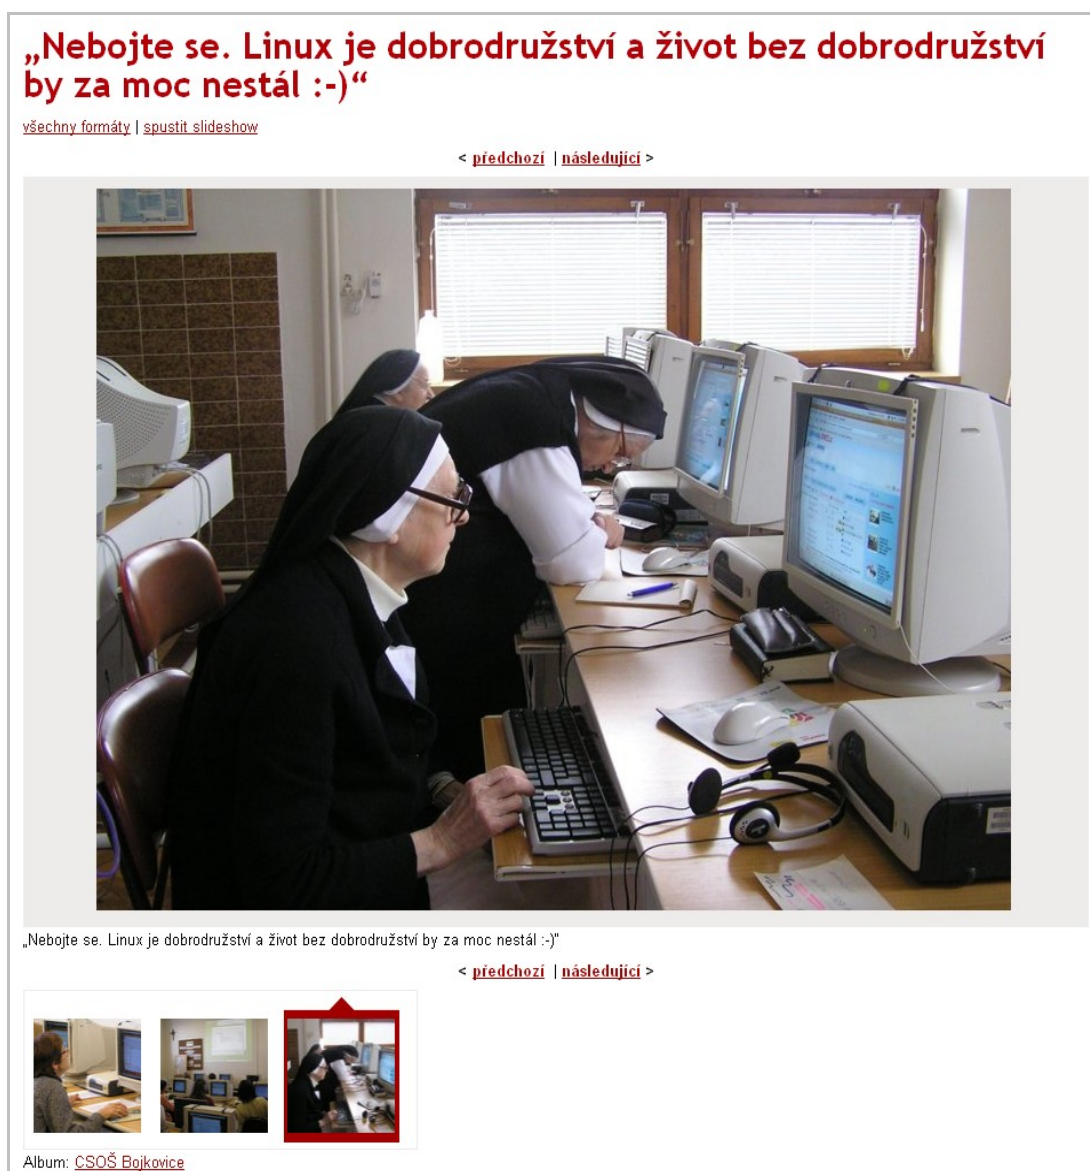 „Nebojte se. Linux je dobrodružství a život bez dobrodružství
by za moc nestál :-)“
všechny formáty | spustit slideshow
< předchozí | následující >
„Nebojte se. Linux je dobrodružství a život bez dobrodružství by za moc nestál :-)"
< předchozí | následující >
Album: CSOŠ Bojkovice